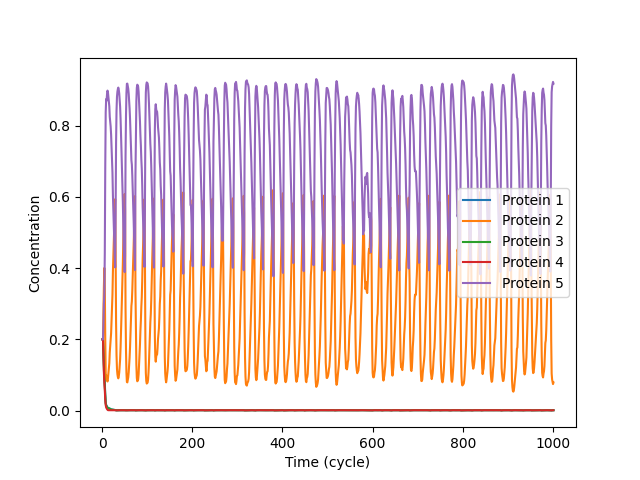 Concentration
0.8
0.6
0.4
0.2
0.0
Protein 1
Protein 2
Protein 3
Protein 4
Protein 5
0 200 400 600 800 1000
Time (cycle)